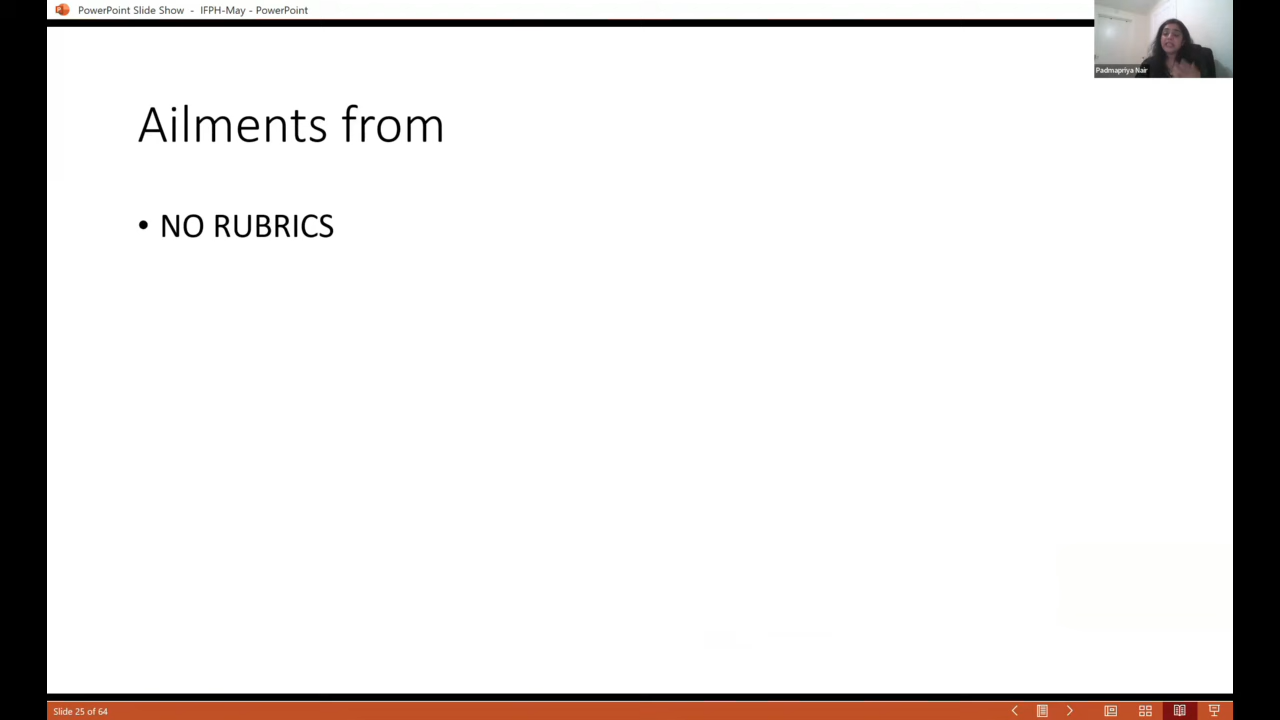 PowerPoint Slide Show - IFPH-May - PowerPoint
Padmapriya Nair
Ailments from
• NO RUBRICS
Slide 25 of 64